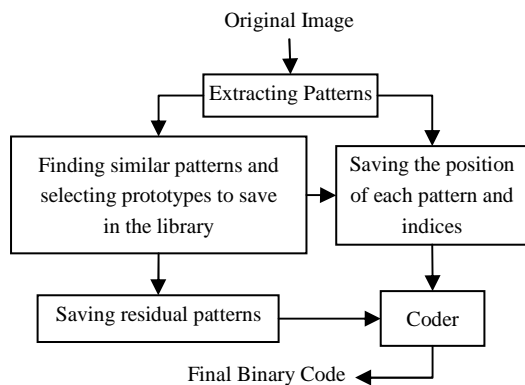 Original Image
Extracting Patterns
Finding similar patterns and
selecting prototypes to save
in the library
Saving the position
of each pattern and
indices
Saving residual patterns
Coder
Final Binary Code